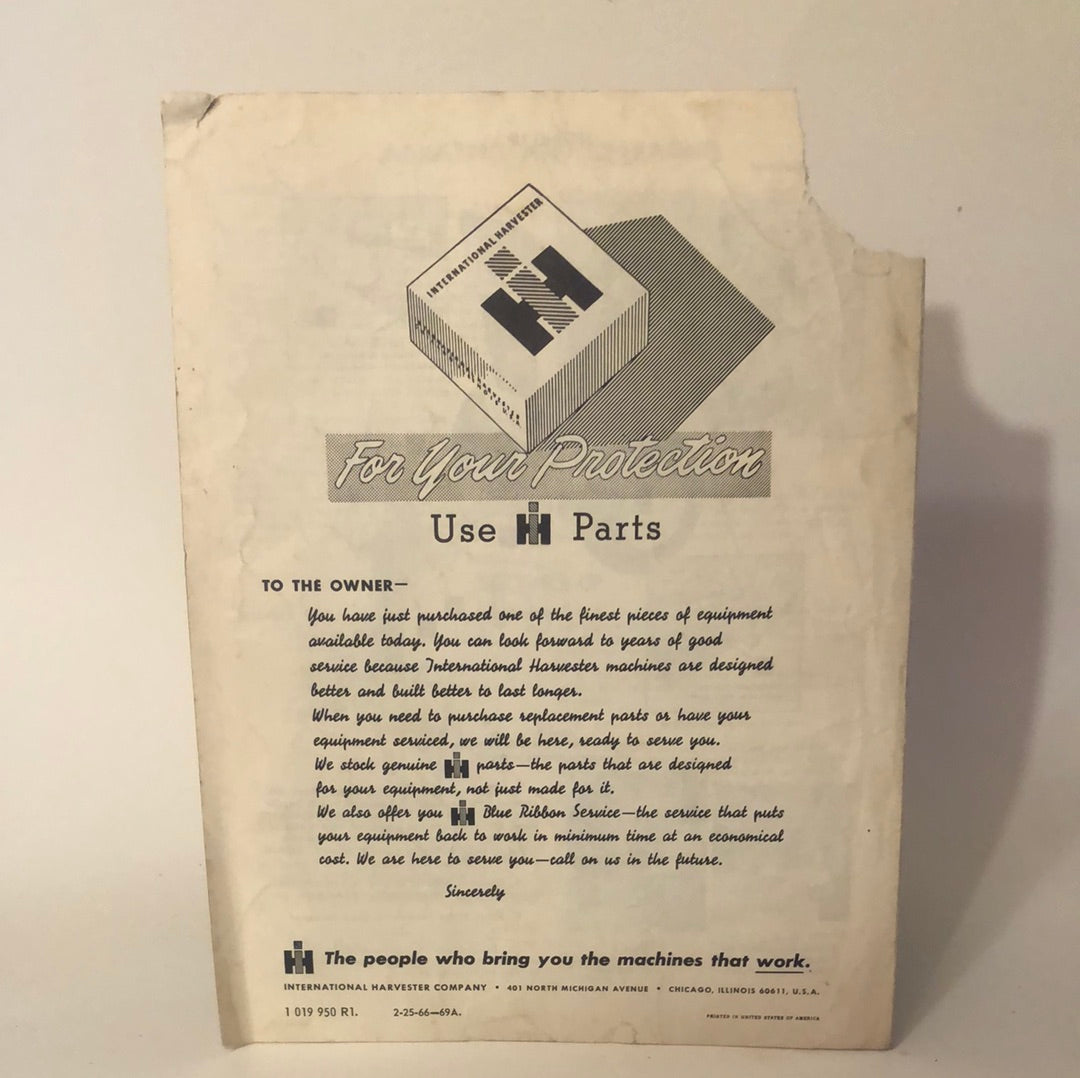 INTERNATIONAL HARVESTER
IH
For Your Protection
Use IH Parts
TO THE OWNER—
You have just purchased one of the finest pieces of equipment
available today. You can look forward to years of good
service because International Harvester machines are designed
better and built better to last longer.
When you need to purchase replacement parts or have your
equipment serviced, we will be here, ready to serve you.
We stock genuine IH parts—the parts that are designed
for your equipment, not just made for it.
We also offer you IH Blue Ribbon Service—the service that puts
your equipment back to work in minimum time at an economical
cost. We are here to serve you—call on us in the future.
Sincerely
IH The people who bring you the machines that work.
INTERNATIONAL HARVESTER COMPANY • 401 NORTH MICHIGAN AVENUE • CHICAGO, ILLINOIS 60611, U.S.A.
1 019 950 R1. 2-25-66—69A.
PRINTED IN UNITED STATES OF AMERICA